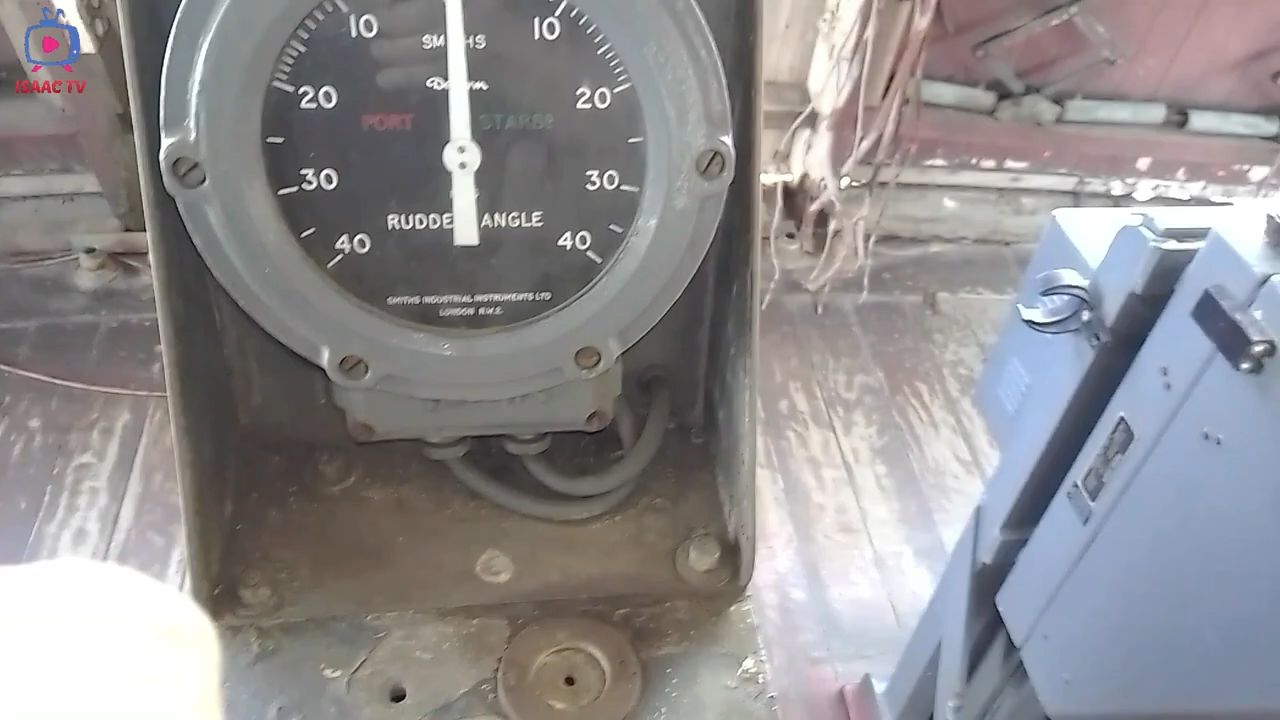 ISAAC TV
10 SMITHS 10
20 20
PORT STARBD
30 30
RUDDER ANGLE
40 40
SMITHS INDUSTRIAL INSTRUMENTS LTD
LONDON N.W.2.